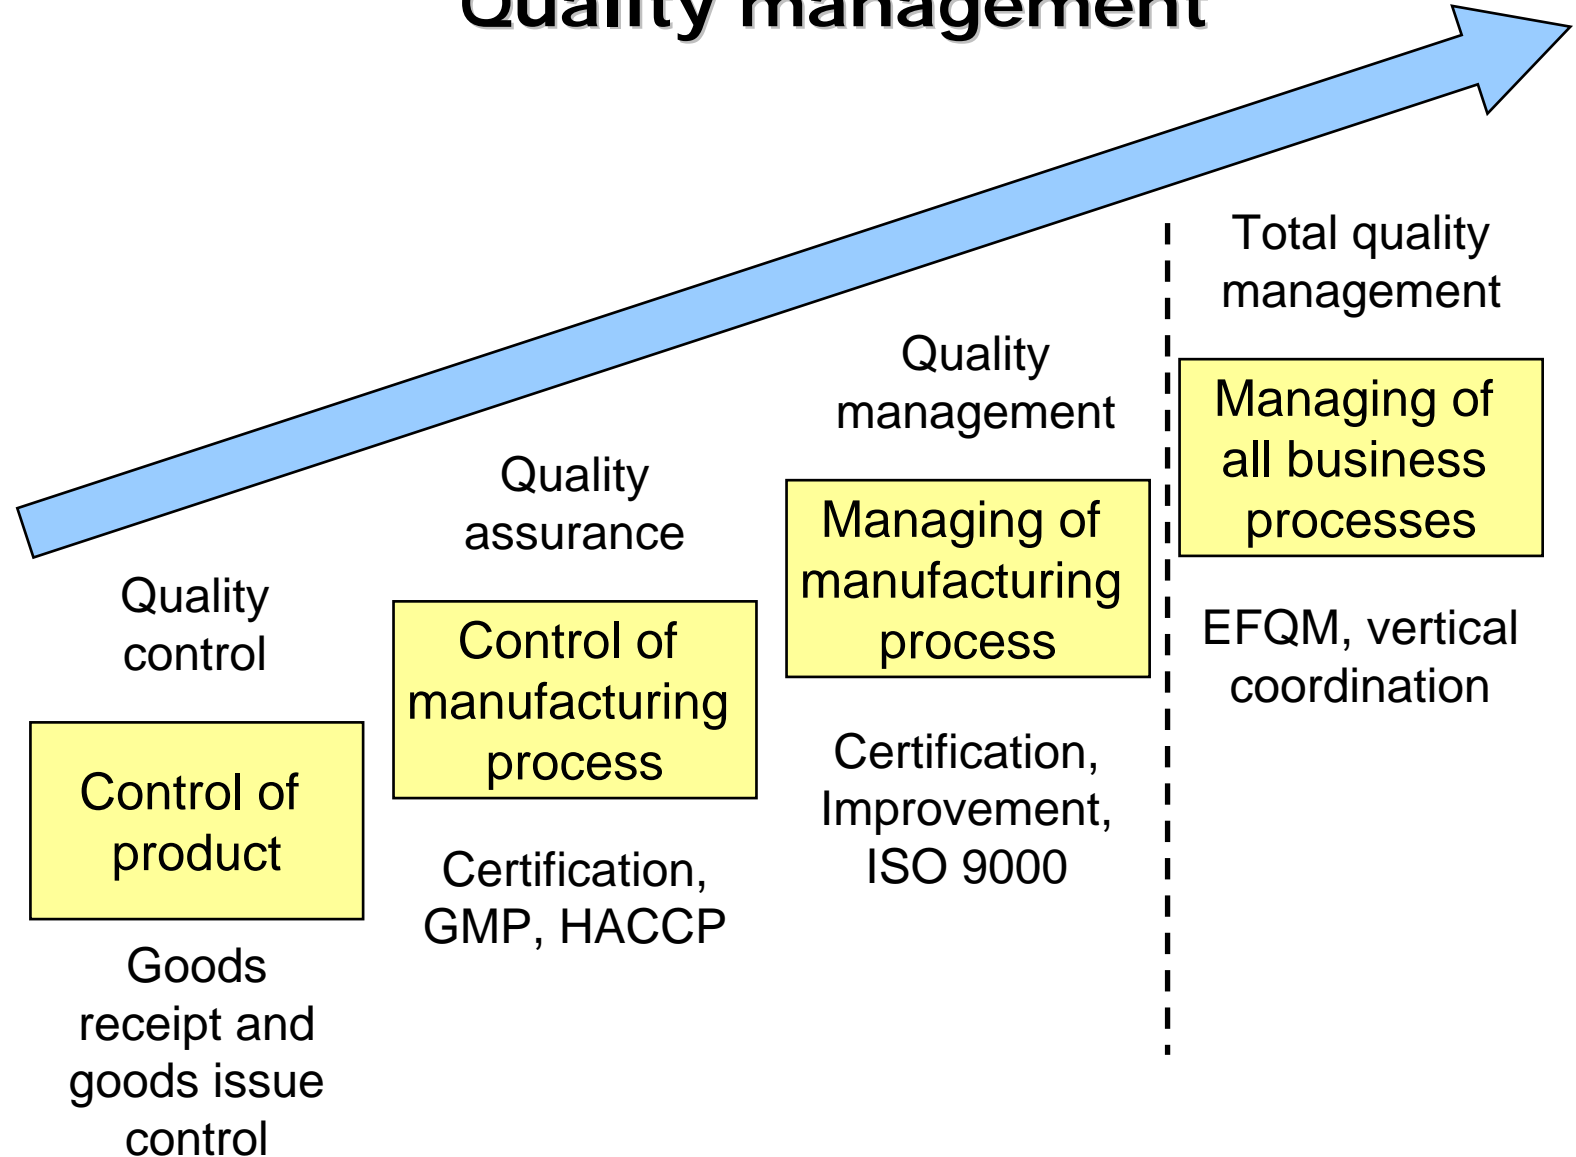 Quality management
Quality
control
Control of
product
Goods
receipt and
goods issue
control
Quality
assurance
Control of
manufacturing
process
Certification,
GMP, HACCP
Quality
management
Managing of
manufacturing
process
Certification,
Improvement,
ISO 9000
Total quality
management
Managing of
all business
processes
EFQM, vertical
coordination